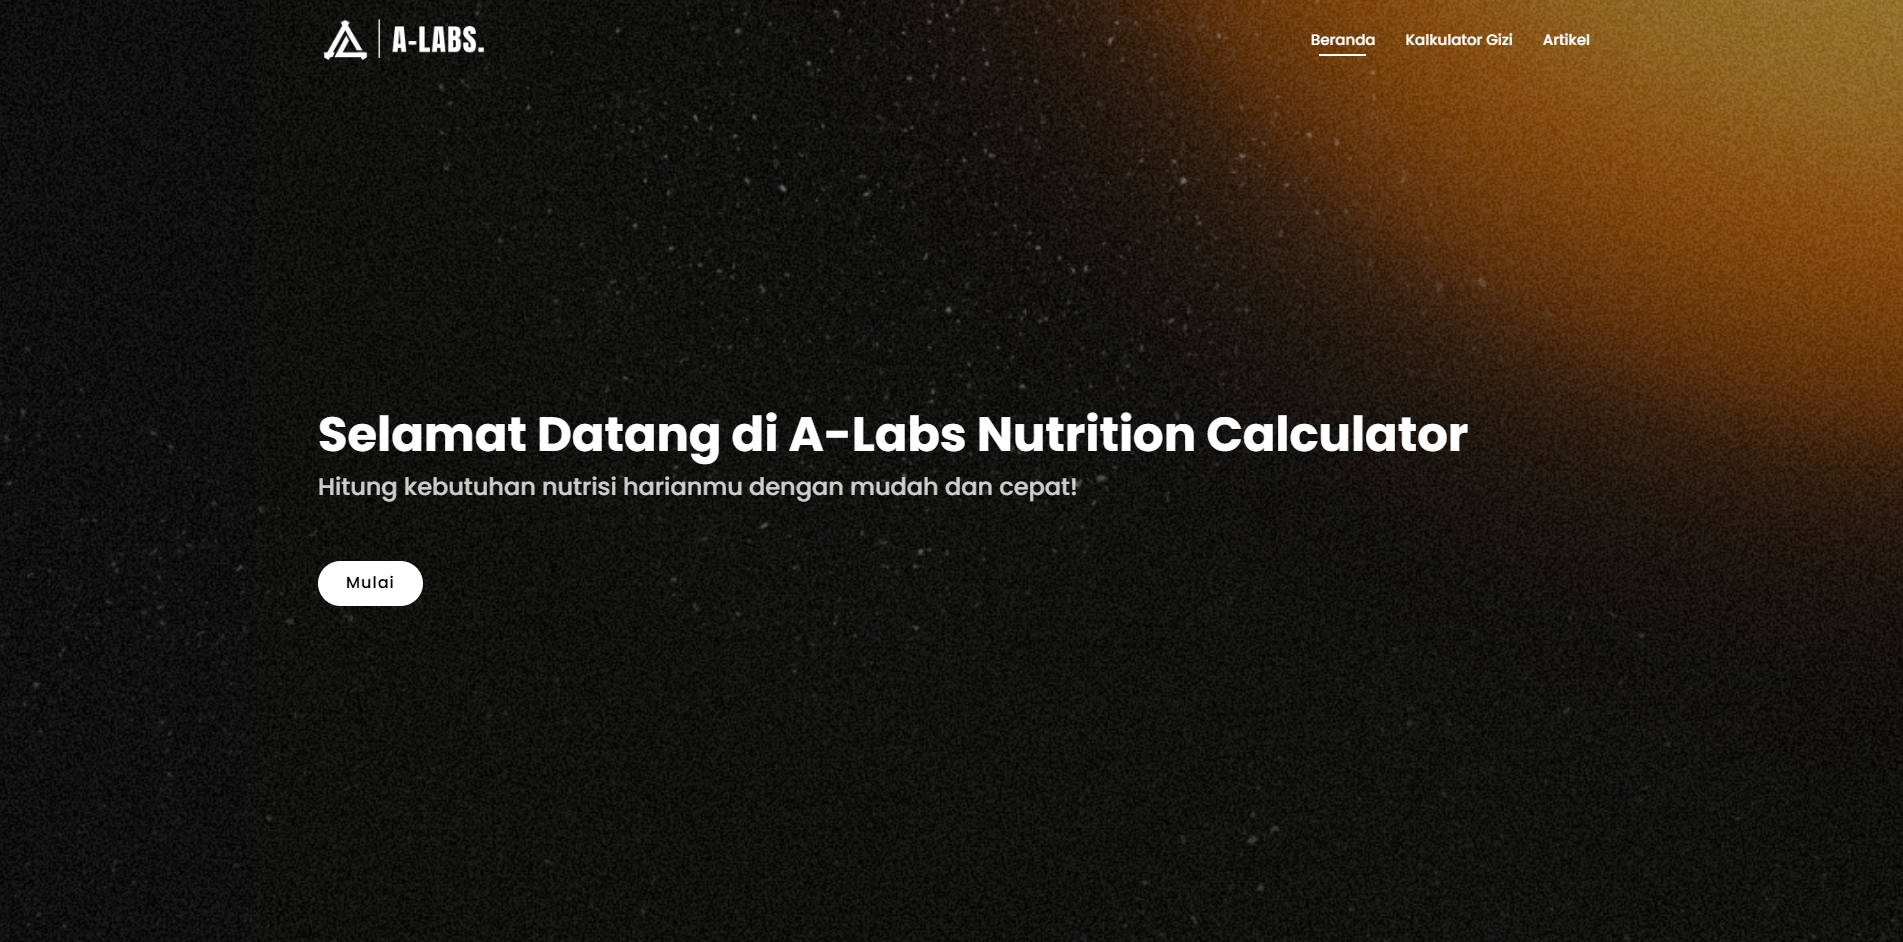 A-LABS.
Beranda
Kalkulator Gizi
Artikel
Selamat Datang di A-Labs Nutrition Calculator
Hitung kebutuhan nutrisi harianmu dengan mudah dan cepat!
Mulai